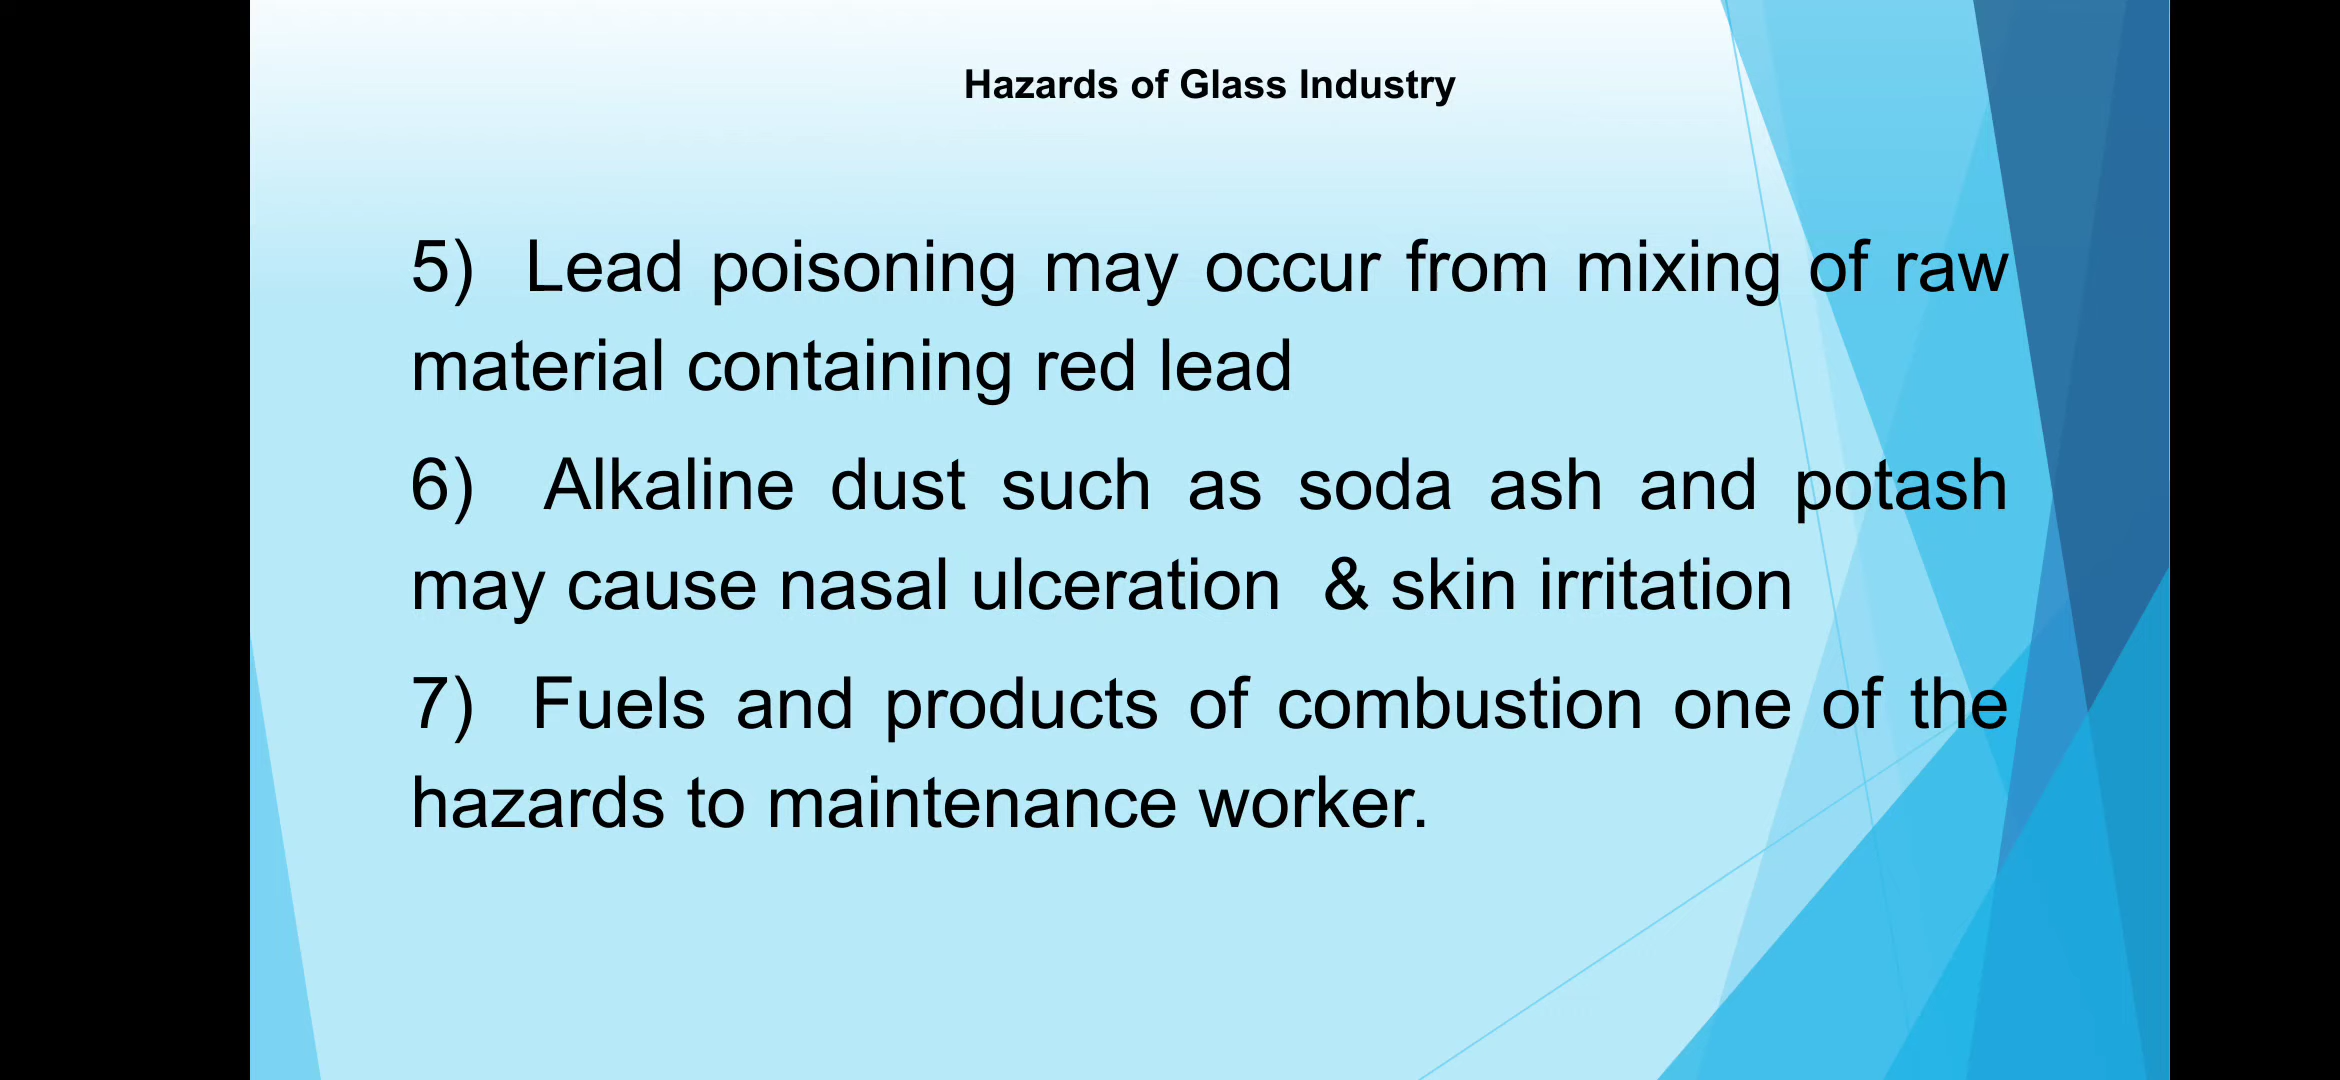 Hazards of Glass Industry
5) Lead poisoning may occur from mixing of raw
material containing red lead
6) Alkaline dust such as soda ash and potash
may cause nasal ulceration & skin irritation
7) Fuels and products of combustion one of the
hazards to maintenance worker.